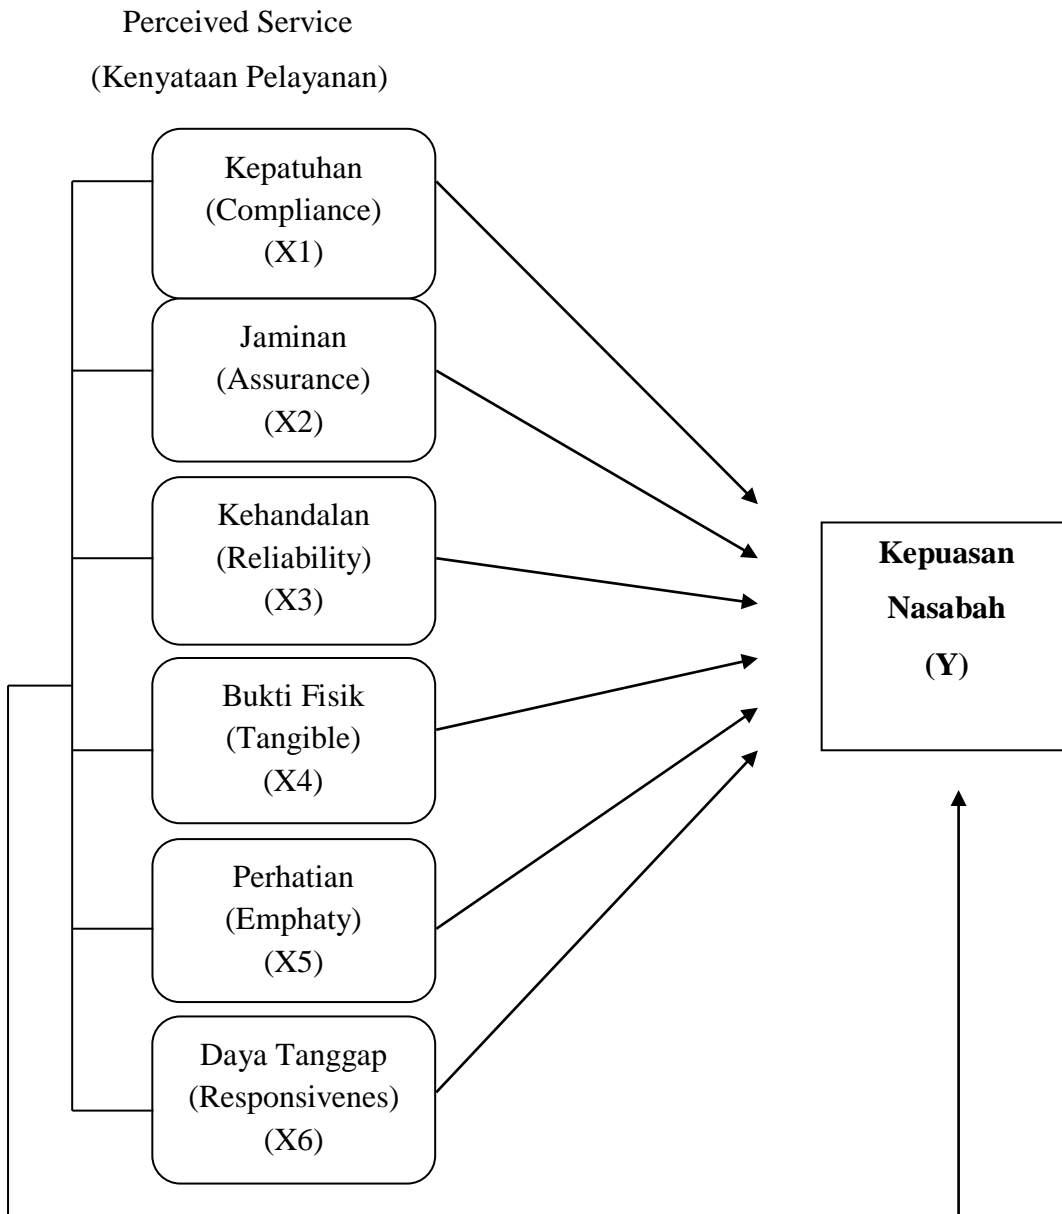 Perceived Service
(Kenyataan Pelayanan)
Kepatuhan
(Compliance)
(X1)
Jaminan
(Assurance)
(X2)
Kehandalan
(Reliability)
(X3)
Bukti Fisik
(Tangible)
(X4)
Perhatian
(Emphaty)
(X5)
Daya Tanggap
(Responsivenes)
(X6)
Kepuasan
Nasabah
(Y)